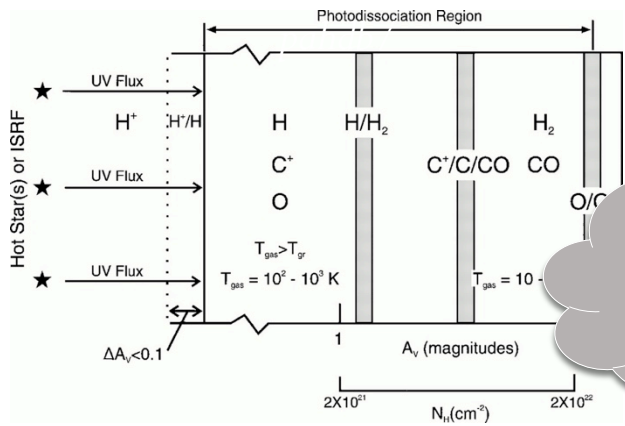 Photodissociation Region
Hot Star(s) or ISRF
UV Flux
UV Flux
UV Flux
H⁺
H⁺/H
H
C⁺
O
H/H₂
C⁺/C/CO
H₂
CO
T_gas>T_gr
T_gas = 10² - 10³ K
T_gas = 10 -
ΔA_V<0.1
1
A_V (magnitudes)
2X10²¹
2X10²²
N_H(cm⁻²)